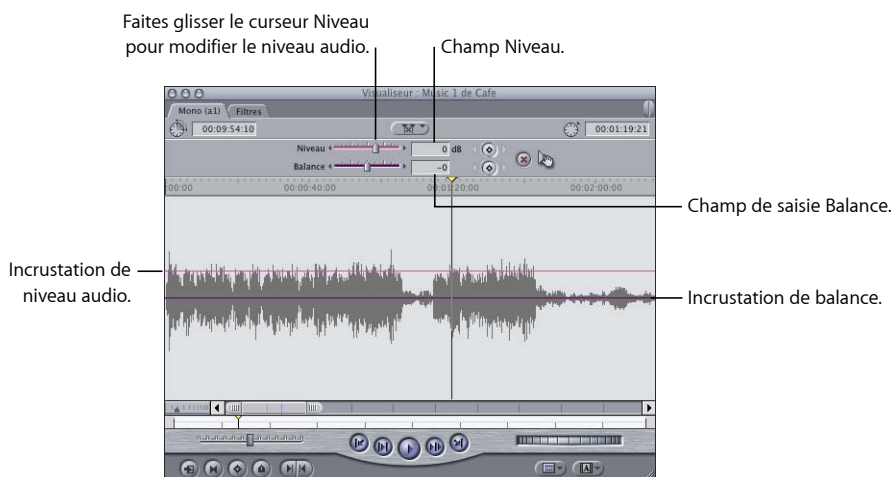 Faites glisser le curseur Niveau
pour modifier le niveau audio.
Champ Niveau.
Visualiseur : Music 1 de Cafe
Mono (a1)
Filtres
00:09:54:10
00:01:19:21
Niveau
0 dB
Balance
-0
:00:00
00:00:40:00
00:01:20:00
00:02:00:00
Champ de saisie Balance.
Incrustation de
niveau audio.
Incrustation de balance.
A